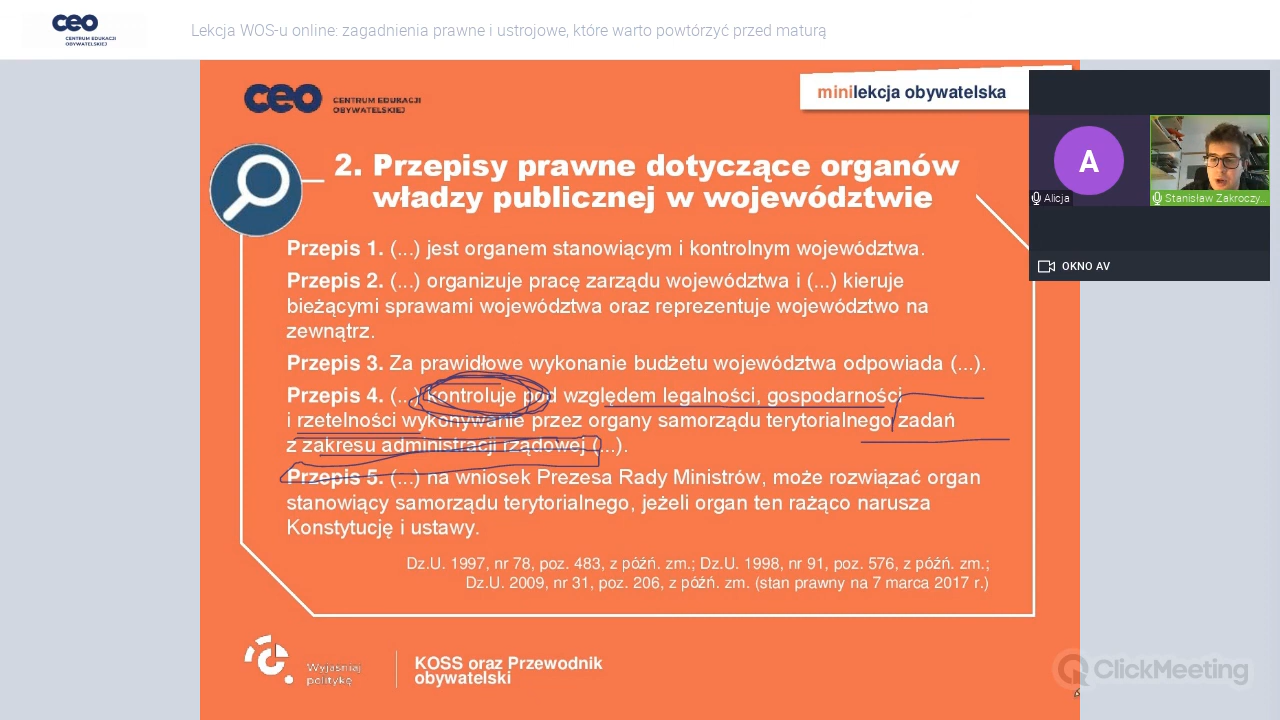 ceo
CENTRUM EDUKACJI
OBYWATELSKIEJ
Lekcja WOS-u online: zagadnienia prawne i ustrojowe, które warto powtórzyć przed maturą
ceo
CENTRUM EDUKACJI
OBYWATELSKIEJ
minilekcja obywatelska
2. Przepisy prawne dotyczące organów
władzy publicznej w województwie
Przepis 1. (...) jest organem stanowiącym i kontrolnym województwa.
Przepis 2. (...) organizuje pracę zarządu województwa i (...) kieruje
bieżącymi sprawami województwa oraz reprezentuje województwo na
zewnątrz.
Przepis 3. Za prawidłowe wykonanie budżetu województwa odpowiada (...).
Przepis 4. (...) kontroluje pod względem legalności, gospodarności
i rzetelności wykonywanie przez organy samorządu terytorialnego zadań
z zakresu administracji rządowej (...).
Przepis 5. (...) na wniosek Prezesa Rady Ministrów, może rozwiązać organ
stanowiący samorządu terytorialnego, jeżeli organ ten rażąco narusza
Konstytucję i ustawy.
Dz.U. 1997, nr 78, poz. 483, z późń. zm.; Dz.U. 1998, nr 91, poz. 576, z późń. zm.;
Dz.U. 2009, nr 31, poz. 206, z późń. zm. (stan prawny na 7 marca 2017 r.)
Wyjaśniaj
politykę
KOSS oraz Przewodnik
obywatelski
A
Alicja
Stanisław Zakroczy...
OKNO AV
ClickMeeting